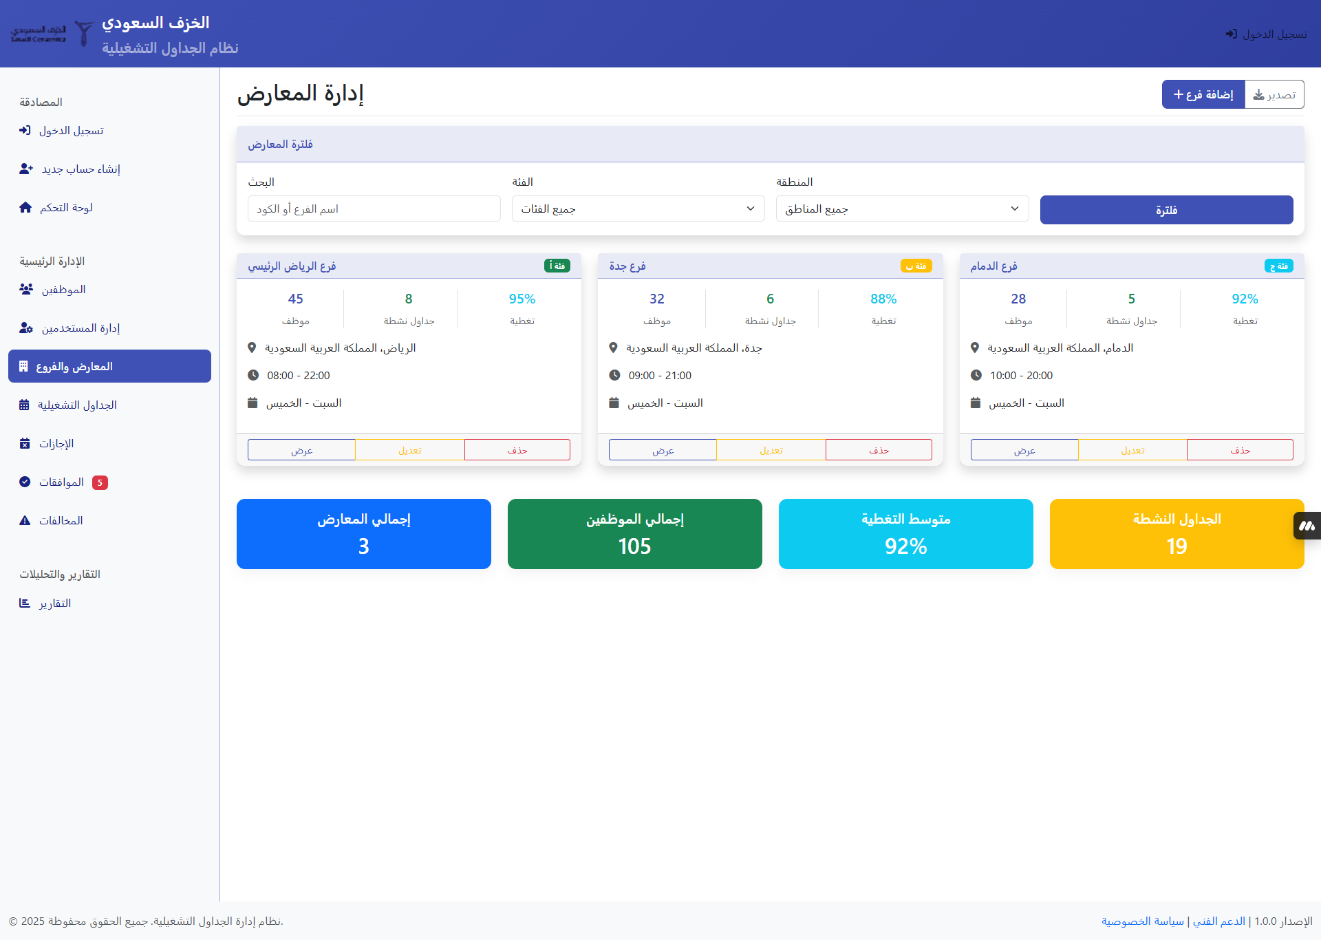 الخزف السعودي
Saudi Ceramics
الخزف السعودي
نظام الجداول التشغيلية
تسجيل الدخول
المصادقة
تسجيل الدخول
إنشاء حساب جديد
لوحة التحكم
الإدارة الرئيسية
الموظفين
إدارة المستخدمين
المعارض والفروع
الجداول التشغيلية
الإجازات
الموافقات 5
المخالفات
التقارير والتحليلات
التقارير
إدارة المعارض
إضافة فرع
تصدير
فلترة المعارض
البحث
اسم الفرع أو الكود
الفئة
جميع الفئات
المنطقة
جميع المناطق
فلترة
فرع الرياض الرئيسي
فئة أ
45
موظف
8
جداول نشطة
95%
تغطية
الرياض، المملكة العربية السعودية
08:00 - 22:00
السبت - الخميس
عرض
تعديل
حذف
فرع جدة
فئة ب
32
موظف
6
جداول نشطة
88%
تغطية
جدة، المملكة العربية السعودية
09:00 - 21:00
السبت - الخميس
عرض
تعديل
حذف
فرع الدمام
فئة ج
28
موظف
5
جداول نشطة
92%
تغطية
الدمام، المملكة العربية السعودية
10:00 - 20:00
السبت - الخميس
عرض
تعديل
حذف
إجمالي المعارض
3
إجمالي الموظفين
105
متوسط التغطية
92%
الجداول النشطة
19
© 2025 نظام إدارة الجداول التشغيلية. جميع الحقوق محفوظة.
الإصدار 1.0.0 | الدعم الفني | سياسة الخصوصية